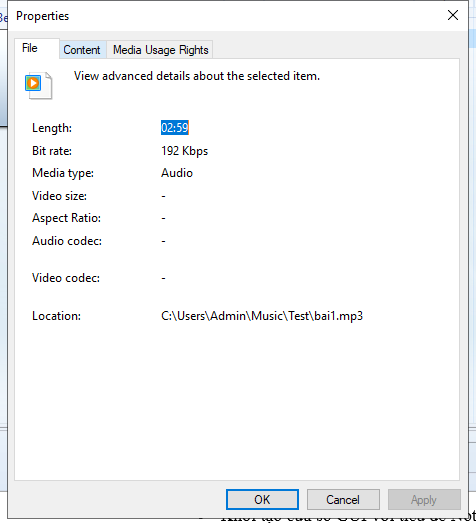 Properties
File Content Media Usage Rights
View advanced details about the selected item.
Length: 02:59
Bit rate: 192 Kbps
Media type: Audio
Video size: -
Aspect Ratio: -
Audio codec: -
Video codec: -
Location: C:\Users\Admin\Music\Test\bai1.mp3
OK Cancel Apply